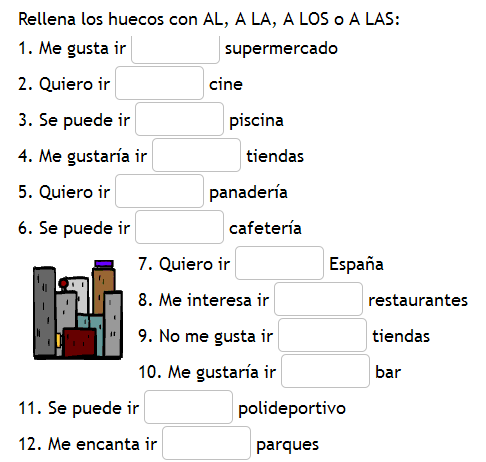 Rellena los huecos con AL, A LA, A LOS o A LAS:
1. Me gusta ir supermercado
2. Quiero ir cine
3. Se puede ir piscina
4. Me gustaría ir tiendas
5. Quiero ir panadería
6. Se puede ir cafetería
7. Quiero ir España
8. Me interesa ir restaurantes
9. No me gusta ir tiendas
10. Me gustaría ir bar
11. Se puede ir polideportivo
12. Me encanta ir parques